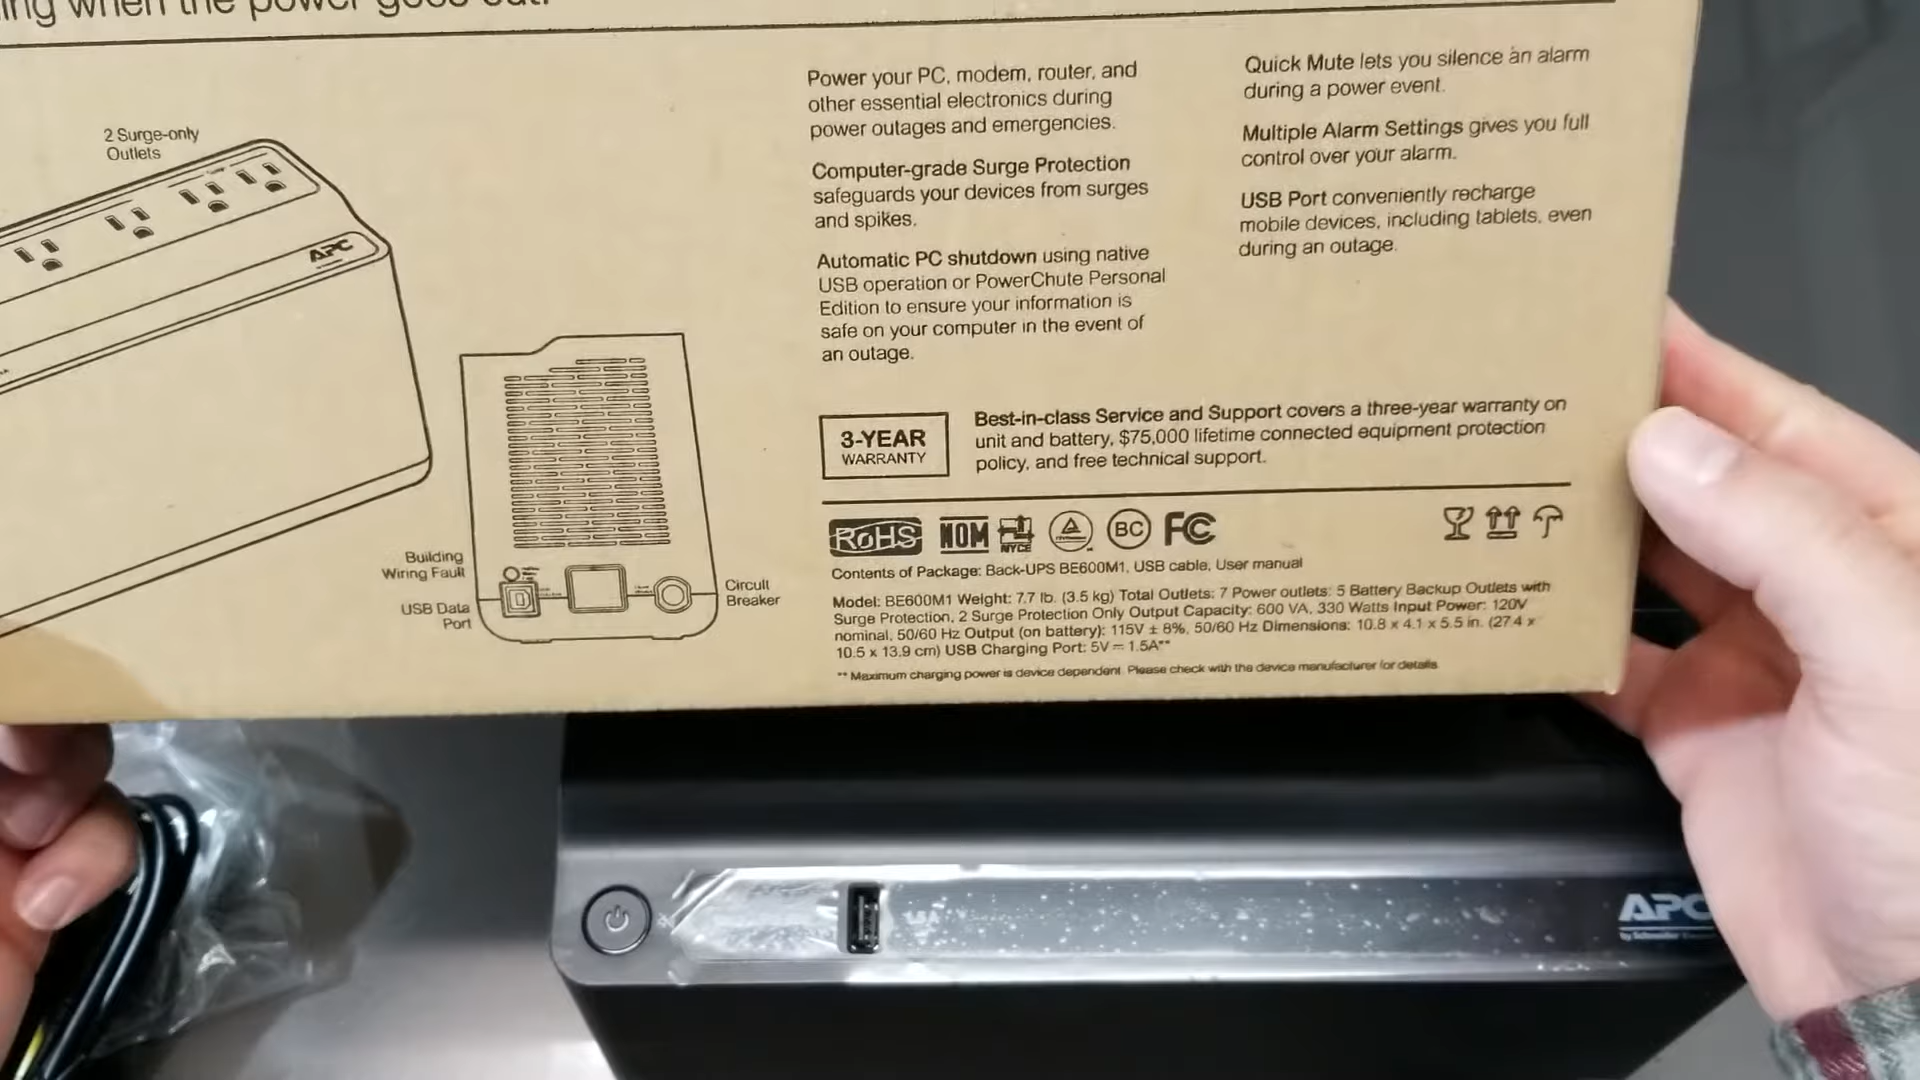 ing when the power goes out.
2 Surge-only
Outlets
APC
Building
Wiring Fault
USB Data
Port
Circuit
Breaker
Power your PC, modem, router, and
other essential electronics during
power outages and emergencies.
Computer-grade Surge Protection
safeguards your devices from surges
and spikes.
Automatic PC shutdown using native
USB operation or PowerChute Personal
Edition to ensure your information is
safe on your computer in the event of
an outage.
Quick Mute lets you silence an alarm
during a power event.
Multiple Alarm Settings gives you full
control over your alarm.
USB Port conveniently recharge
mobile devices, including tablets, even
during an outage.
3-YEAR
WARRANTY
Best-in-class Service and Support covers a three-year warranty on
unit and battery, $75,000 lifetime connected equipment protection
policy, and free technical support.
RoHS NOM NYCE BC FC
Contents of Package: Back-UPS BE600M1, USB cable, User manual
Model: BE600M1 Weight: 7.7 lb. (3.5 kg) Total Outlets: 7 Power outlets: 5 Battery Backup Outlets with
Surge Protection, 2 Surge Protection Only Output Capacity: 600 VA, 330 Watts Input Power: 120V
nominal, 50/60 Hz Output (on battery): 115V ± 8%, 50/60 Hz Dimensions: 10.8 x 4.1 x 5.5 in. (27.4 x
10.5 x 13.9 cm) USB Charging Port: 5V = 1.5A**
** Maximum charging power is device dependent. Please check with the device manufacturer for details
1.5A
APC
by Schneider